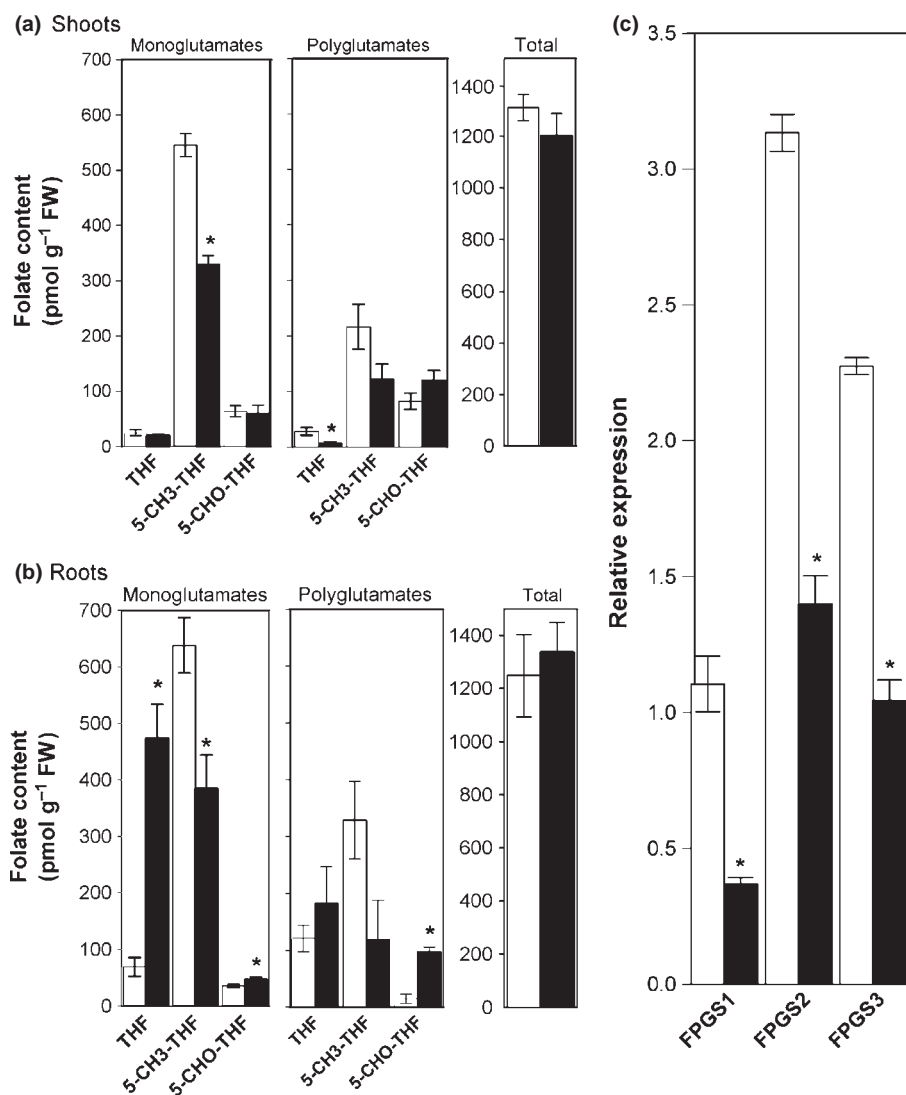 (a) Shoots
Monoglutamates
Polyglutamates
Total
700
600
500
400
300
200
100
0
1400
1200
1000
800
600
400
200
0
Folate content
(pmol g⁻¹ FW)
*
*
THF
5-CH3-THF
5-CHO-THF
THF
5-CH3-THF
5-CHO-THF
(b) Roots
Monoglutamates
Polyglutamates
Total
700
600
500
400
300
200
100
0
1400
1200
1000
800
600
400
200
0
Folate content
(pmol g⁻¹ FW)
*
*
*
*
THF
5-CH3-THF
5-CHO-THF
THF
5-CH3-THF
5-CHO-THF
(c)
3.5
3.0
2.5
2.0
1.5
1.0
0.5
0.0
Relative expression
*
*
*
FPGS1
FPGS2
FPGS3